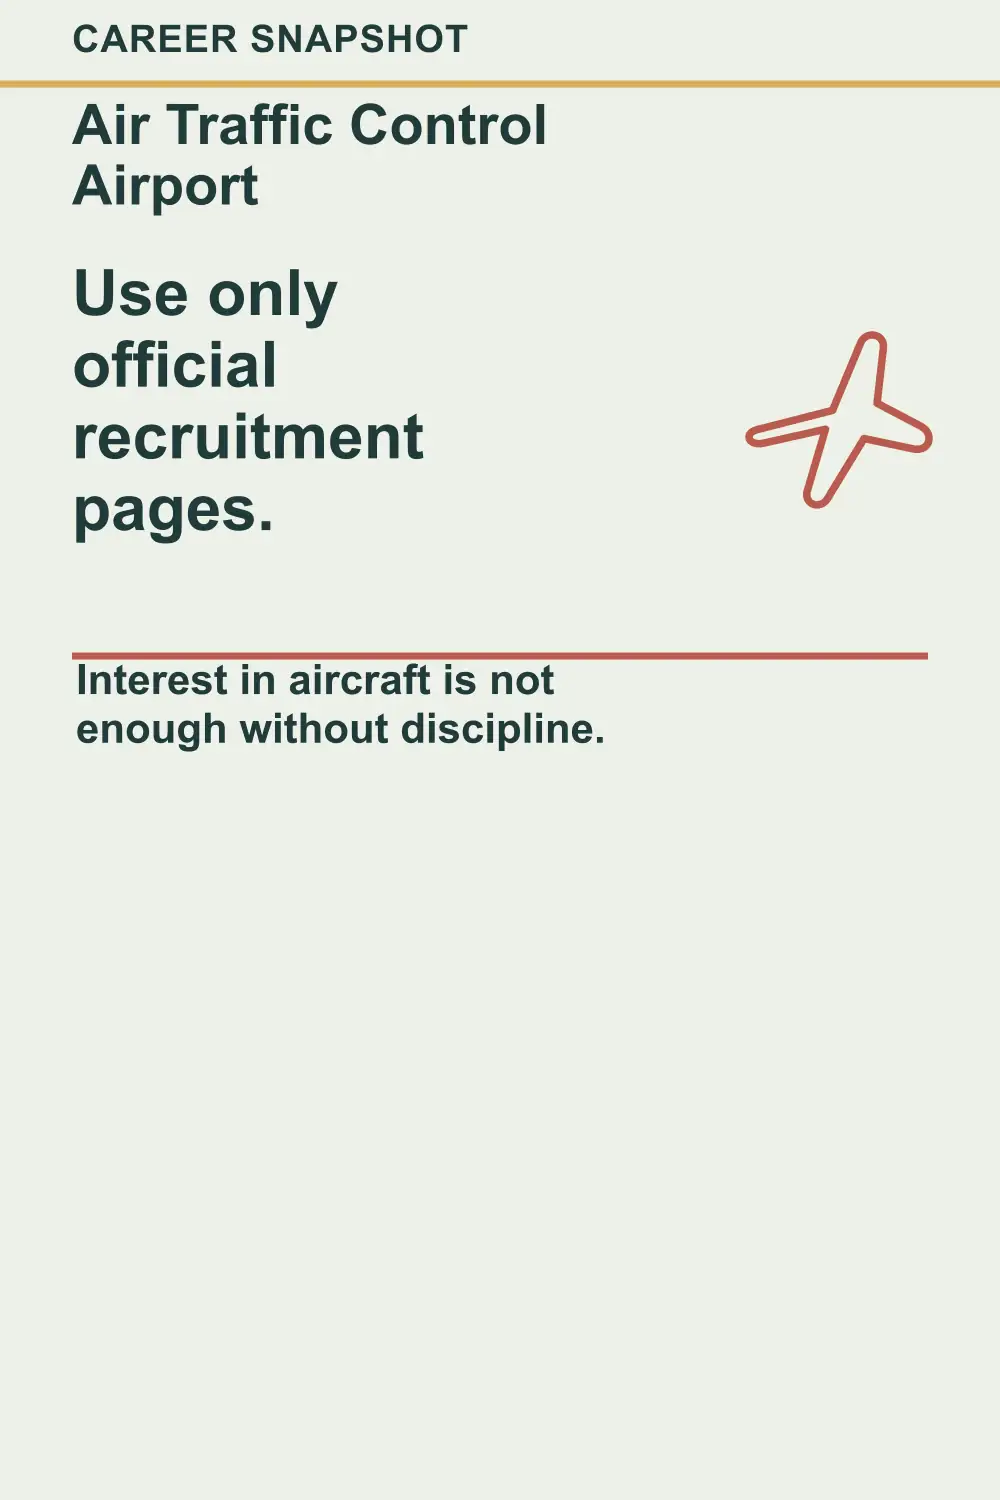 CAREER SNAPSHOT
Air Traffic Control
Airport
Use only
official
recruitment
pages.
Interest in aircraft is not
enough without discipline.